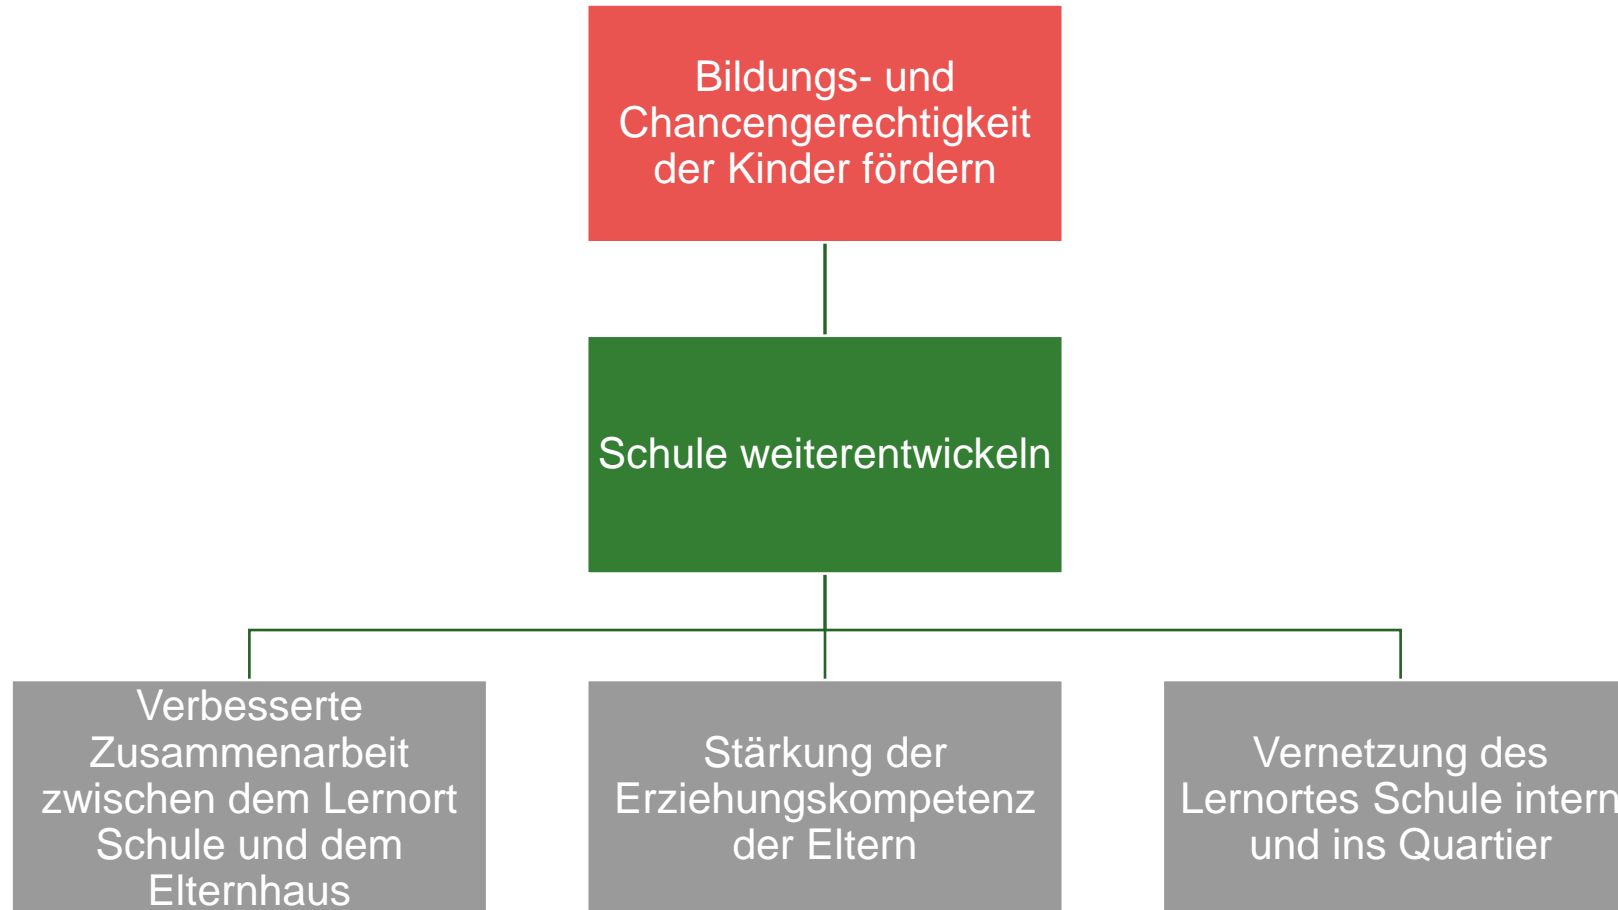 Bildungs- und
Chancengerechtigkeit
der Kinder fördern
Schule weiterentwickeln
Verbesserte
Zusammenarbeit
zwischen dem Lernort
Schule und dem
Elternhaus
Stärkung der
Erziehungskompetenz
der Eltern
Vernetzung des
Lernortes Schule intern
und ins Quartier